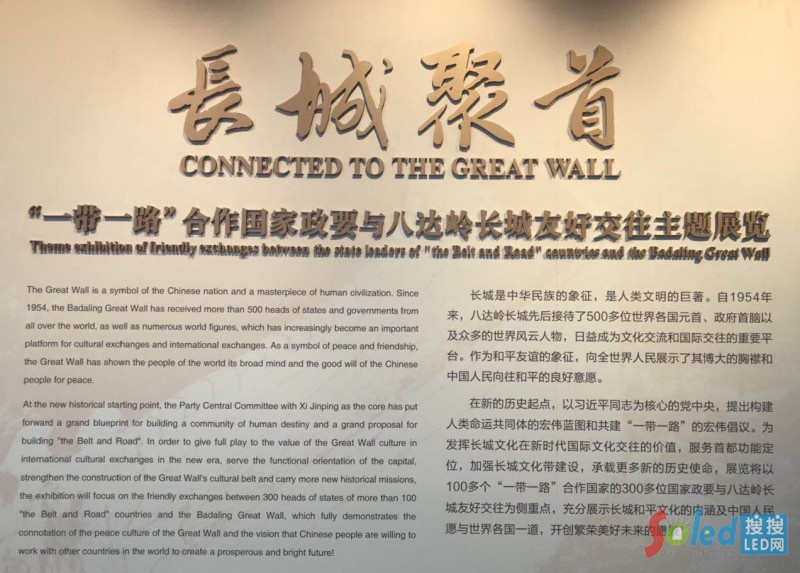 長城聚首
CONNECTED TO THE GREAT WALL
“一带一路”合作国家政要与八达岭长城友好交往主题展览
Theme exhibition of friendly exchanges between the state leaders of "the Belt and Road" countries and the Badaling Great Wall
The Great Wall is a symbol of the Chinese nation and a masterpiece of human civilization. Since
1954, the Badaling Great Wall has received more than 500 heads of states and governments from
all over the world, as well as numerous world figures, which has increasingly become an important
platform for cultural exchanges and international exchanges. As a symbol of peace and friendship,
the Great Wall has shown the people of the world its broad mind and the good will of the Chinese
people for peace.
At the new historical starting point, the Party Central Committee with Xi Jinping as the core has put
forward a grand blueprint for building a community of human destiny and a grand proposal for
building "the Belt and Road". In order to give full play to the value of the Great Wall culture in
international cultural exchanges in the new era, serve the functional orientation of the capital,
strengthen the construction of the Great Wall's cultural belt and carry more new historical missions,
the exhibition will focus on the friendly exchanges between 300 heads of states of more than 100
"the Belt and Road" countries and the Badaling Great Wall, which fully demonstrates the
connotation of the peace culture of the Great Wall and the vision that Chinese people are willing to
work with other countries in the world to create a prosperous and bright future!
长城是中华民族的象征，是人类文明的巨著。自1954年
来，八达岭长城先后接待了500多位世界各国元首、政府首脑以
及众多的世界风云人物，日益成为文化交流和国际交往的重要平
台。作为和平友谊的象征，向全世界人民展示了其博大的胸襟和
中国人民向往和平的良好意愿。
在新的历史起点，以习近平同志为核心的党中央，提出构建
人类命运共同体的宏伟蓝图和共建“一带一路”的宏伟倡议。为
发挥长城文化在新时代国际文化交往的价值，服务首都功能定
位，加强长城文化带建设，承载更多新的历史使命，展览将以
100多个“一带一路”合作国家的300多位国家政要与八达岭长
城友好交往为侧重点，充分展示长城和平文化的内涵及中国人民
愿与世界各国一道，开创繁荣美好未来的愿
Soled
搜搜
LED网